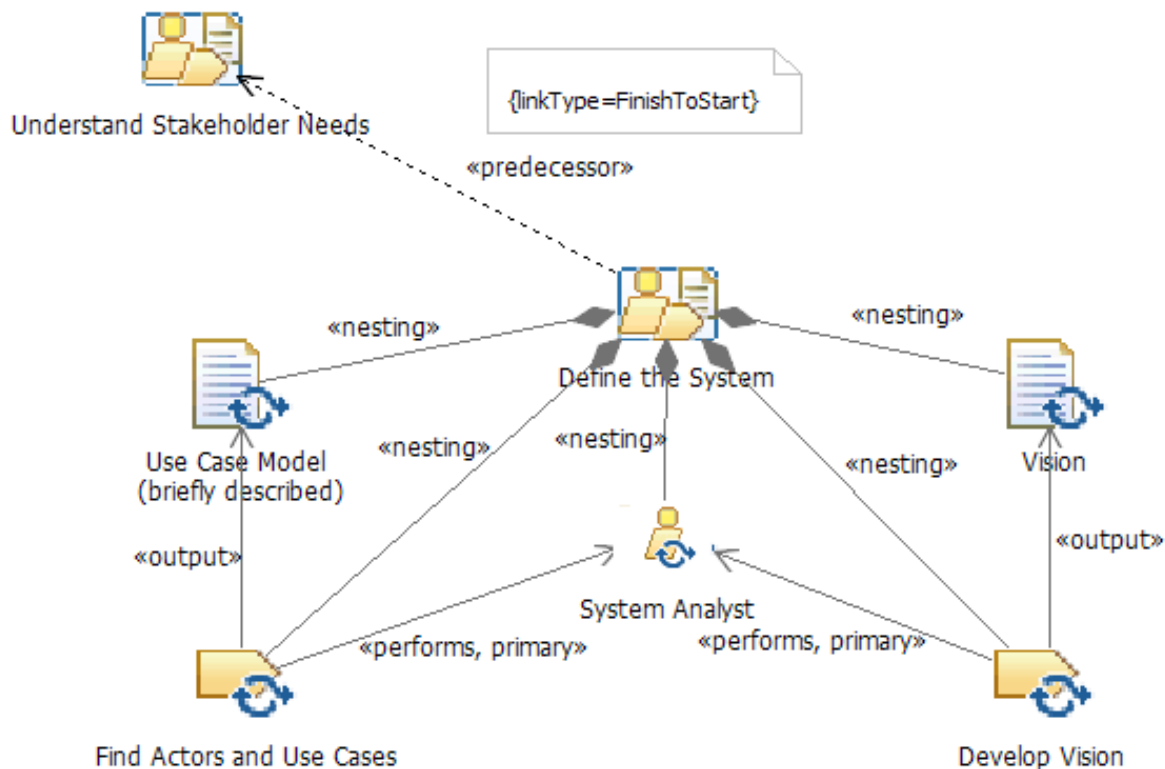 {linkType=FinishToStart}
Understand Stakeholder Needs
«predecessor»
«nesting»
«nesting»
Define the System
«nesting»
«nesting»
«nesting»
Use Case Model
(briefly described)
Vision
«output»
«output»
System Analyst
«performs, primary»
«performs, primary»
Find Actors and Use Cases
Develop Vision